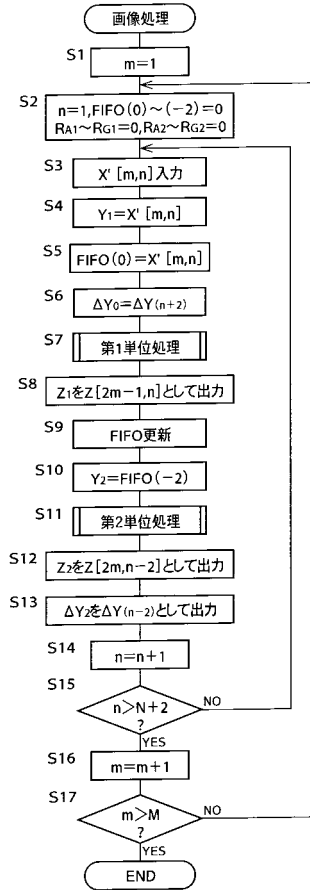 画像処理
S1
m=1
S2
n=1,FIFO(0)～(−2)=0
RA1～RG1=0,RA2～RG2=0
S3
X' [m,n]入力
S4
Y1=X' [m,n]
S5
FIFO(0)=X' [m,n]
S6
ΔY0=ΔY(n+2)
S7
第1単位処理
S8
Z1をZ[2m−1,n]として出力
S9
FIFO更新
S10
Y2=FIFO(−2)
S11
第2単位処理
S12
Z2をZ[2m,n−2]として出力
S13
ΔY2をΔY(n−2)として出力
S14
n=n+1
S15
n>N+2
?
NO
YES
S16
m=m+1
S17
m>M
?
NO
YES
END